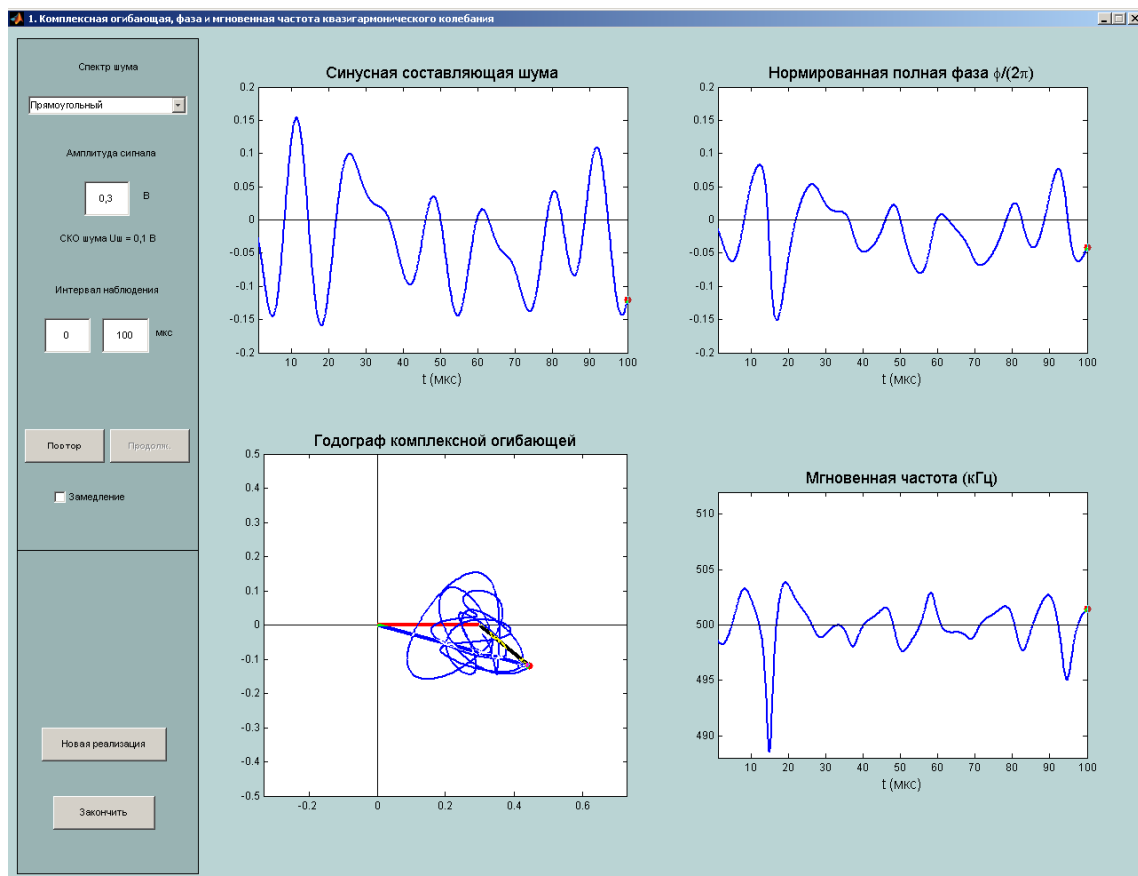 1. Комплексная огибающая, фаза и мгновенная частота квазигармонического колебания
Спектр шума
Прямоугольный
Амплитуда сигнала
0,3 В
СКО шума Uш = 0,1 В
Интервал наблюдения
0 100 мкс
Повтор Продолж.
Замедление
Новая реализация
Закончить
Синусная составляющая шума
0.2
0.15
0.1
0.05
0
-0.05
-0.1
-0.15
-0.2
10 20 30 40 50 60 70 80 90 100
t (мкс)
Нормированная полная фаза ϕ/(2π)
0.2
0.15
0.1
0.05
0
-0.05
-0.1
-0.15
-0.2
10 20 30 40 50 60 70 80 90 100
t (мкс)
Годограф комплексной огибающей
0.5
0.4
0.3
0.2
0.1
0
-0.1
-0.2
-0.3
-0.4
-0.5
-0.2 0 0.2 0.4 0.6
Мгновенная частота (кГц)
510
505
500
495
490
10 20 30 40 50 60 70 80 90 100
t (мкс)